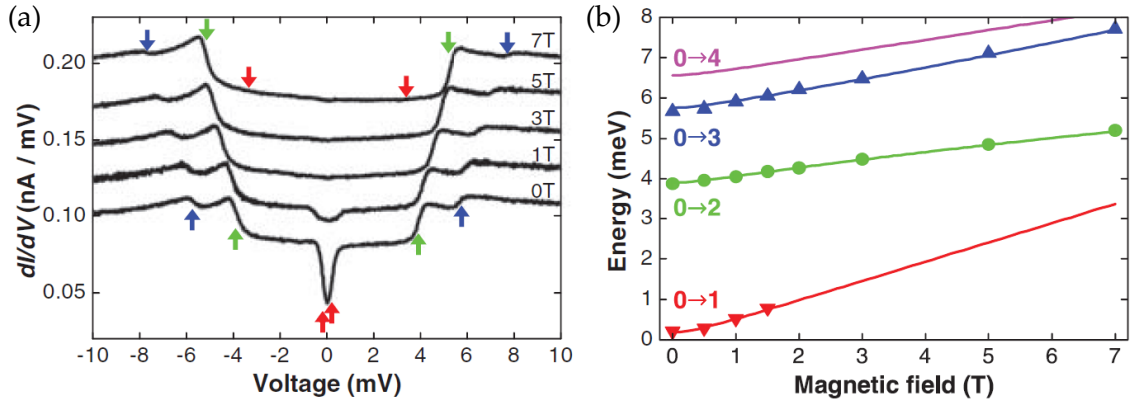 (a)
dI/dV (nA / mV)
0.20
0.15
0.10
0.05
7T
5T
3T
1T
0T
-10 -8 -6 -4 -2 0 2 4 6 8 10
Voltage (mV)
(b)
Energy (meV)
8
7
6
5
4
3
2
1
0
0→4
0→3
0→2
0→1
0 1 2 3 4 5 6 7
Magnetic field (T)